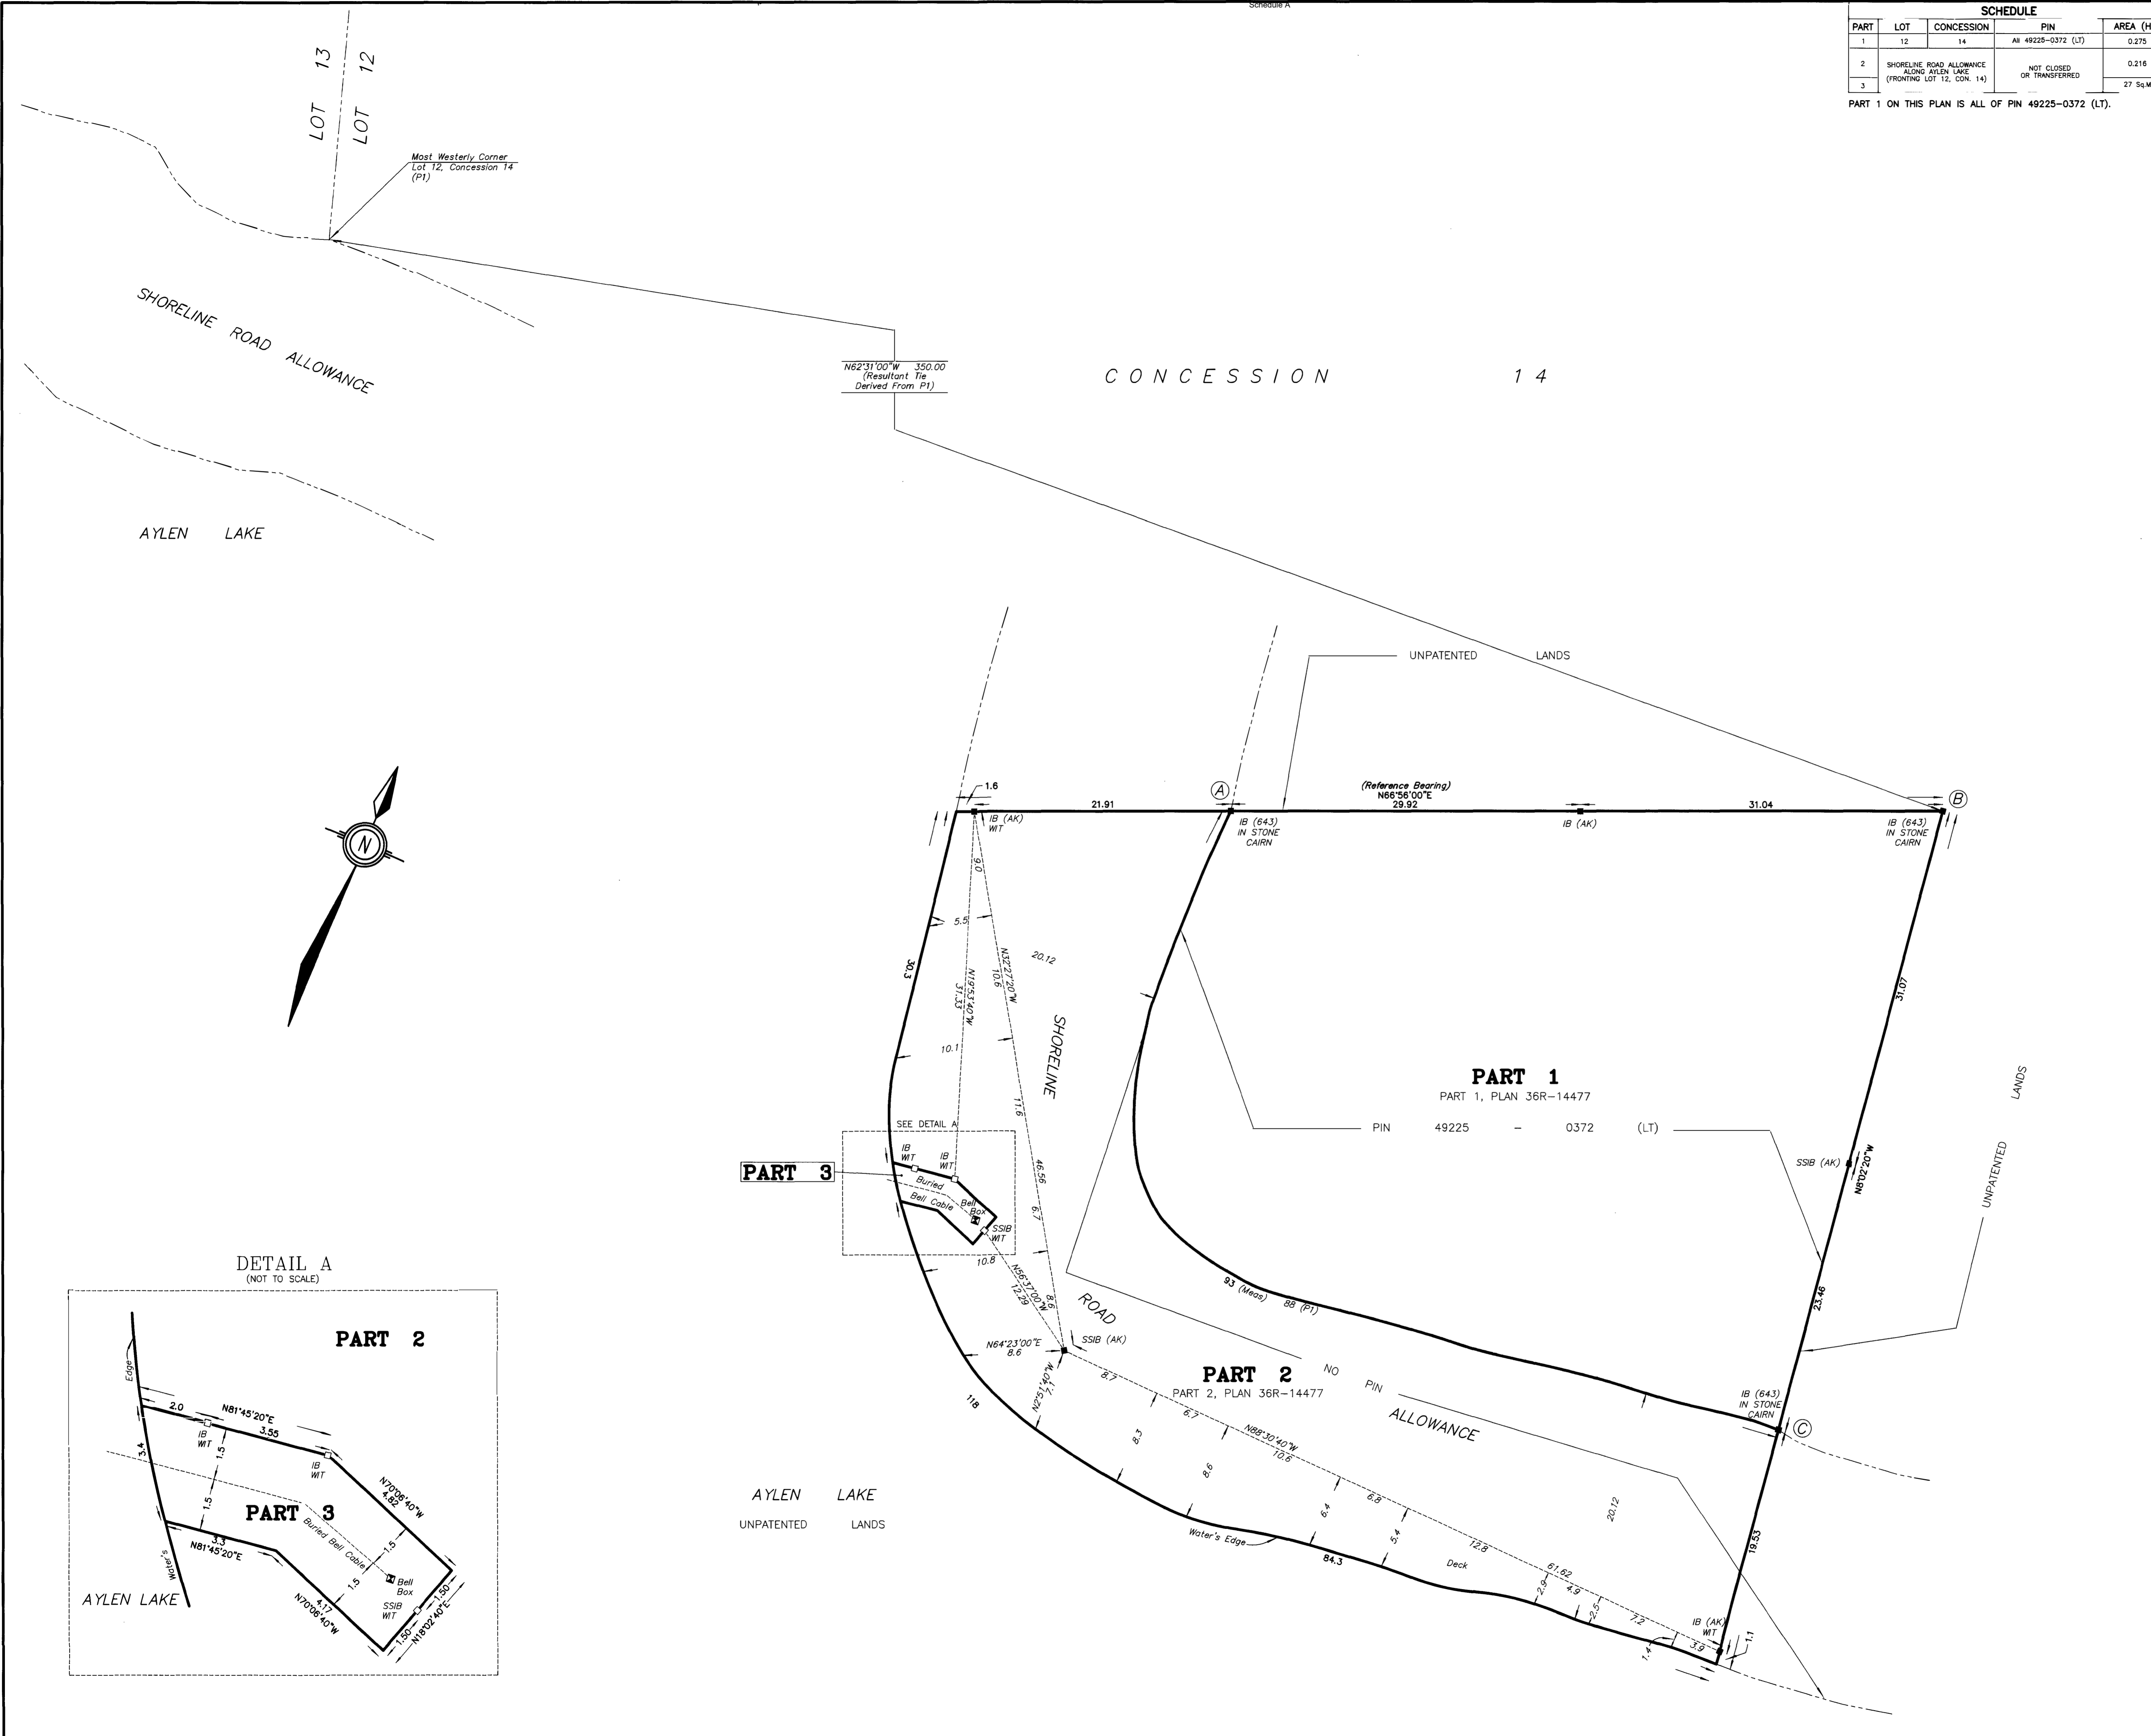 Schedule A
SCHEDULE
PART LOT CONCESSION PIN AREA (H
1 12 14 All 49225-0372 (LT) 0.275
2 SHORELINE ROAD ALLOWANCE ALONG AYLEN LAKE (FRONTING LOT 12, CON. 14) NOT CLOSED OR TRANSFERRED 0.216
3 27 Sq.M
PART 1 ON THIS PLAN IS ALL OF PIN 49225-0372 (LT).
LOT 13
LOT 12
Most Westerly Corner
Lot 12, Concession 14
(P1)
SHORELINE ROAD ALLOWANCE
N62°31'00"W 350.00
(Resultant Tie
Derived From P1)
CONCESSION 14
AYLEN LAKE
UNPATENTED LANDS
1.6
21.91
A
(Reference Bearing)
N66°56'00"E
29.92
31.04
B
IB (AK)
WIT
IB (643)
IN STONE
CAIRN
IB (AK)
IB (643)
IN STONE
CAIRN
N
9.0
5.5
20.12
30.3
N19°53'40"W
31.33
N32°27'20"W
10.6
31.07
10.1
SHORELINE
11.6
PART 1
PART 1, PLAN 36R-14477
PIN 49225 - 0372 (LT)
UNPATENTED LANDS
SEE DETAIL A
PART 3
IB
WIT
IB
WIT
Buried
Bell Cable
Bell
Box
SSIB
WIT
46.56
6.7
SSIB (AK)
N8°02'20"W
10.8
N56°37'00"W
12.29
8.6
ROAD
93 (Meas) 88 (P1)
23.46
SSIB (AK)
N64°23'00"E
8.6
N2°51'40"W
7.1
118
8.7
PART 2
PART 2, PLAN 36R-14477
NO PIN
ALLOWANCE
IB (643)
IN STONE
CAIRN
C
6.7
N88°30'40"W
10.6
8.3
8.6
6.4
6.8
5.4
20.12
12.8
Water's Edge
84.3
Deck
61.62
2.9
4.9
2.5
7.2
1.4
3.9
19.53
IB (AK)
WIT
1.1
AYLEN LAKE
UNPATENTED LANDS
DETAIL A
(NOT TO SCALE)
PART 2
Edge
2.0
N81°45'20"E
3.55
IB
WIT
IB
WIT
3.4
1.5
1.5
N70°06'40"W
4.82
PART 3
Buried Bell Cable
3.3
N81°45'20"E
1.5
1.5
Bell
Box
SSIB
WIT
Water's
AYLEN LAKE
4.17
N70°06'40"W
1.50
1.50
N18°02'40"E